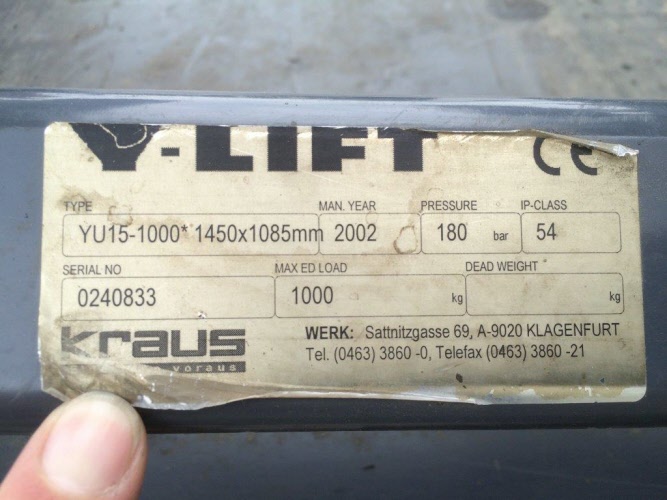 Y-LIFT CE
TYPE MAN. YEAR PRESSURE IP-CLASS
YU15-1000* 1450x1085mm 2002 180 bar 54
SERIAL NO MAX ED LOAD DEAD WEIGHT
0240833 1000 kg kg
kraus
voraus
WERK: Sattnitzgasse 69, A-9020 KLAGENFURT
Tel. (0463) 3860 -0, Telefax (0463) 3860 -21